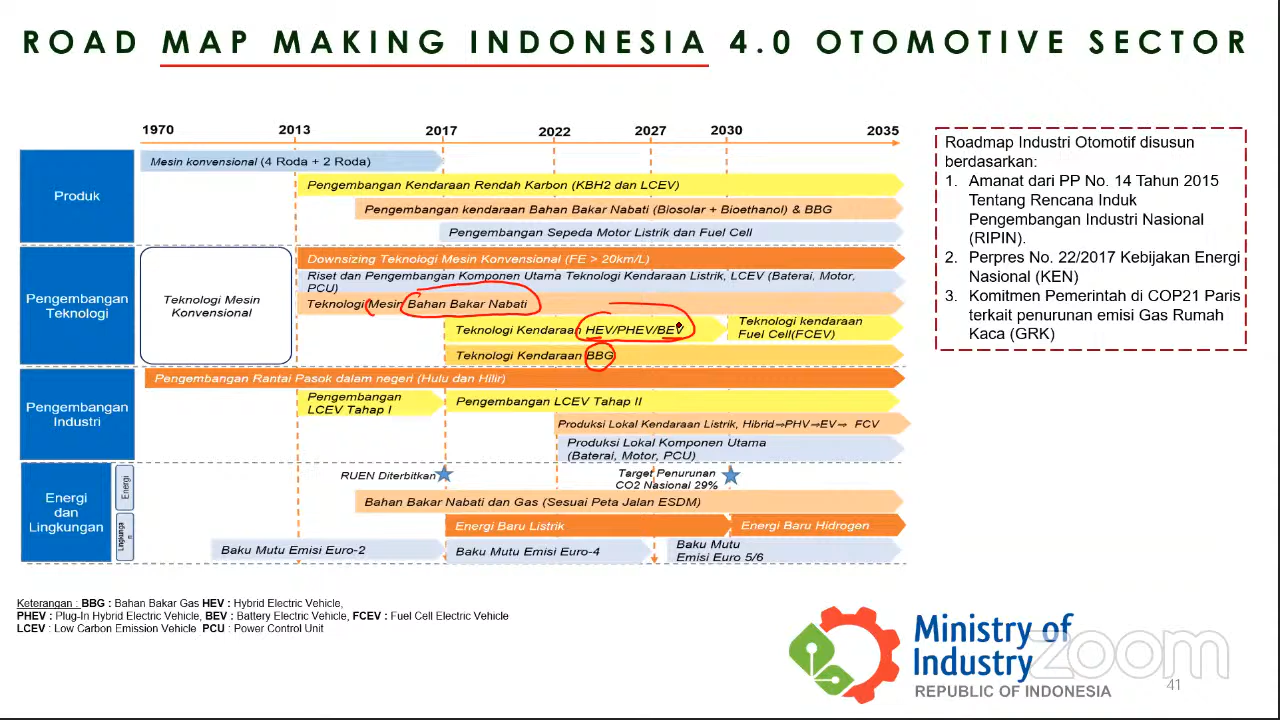 ROAD MAP MAKING INDONESIA 4.0 OTOMOTIVE SECTOR
1970 2013 2017 2022 2027 2030 2035
Produk
Mesin konvensional (4 Roda + 2 Roda)
Pengembangan Kendaraan Rendah Karbon (KBH2 dan LCEV)
Pengembangan kendaraan Bahan Bakar Nabati (Biosolar + Bioethanol) & BBG
Pengembangan Sepeda Motor Listrik dan Fuel Cell
Pengembangan
Teknologi
Teknologi Mesin
Konvensional
Downsizing Teknologi Mesin Konvensional (FE > 20km/L)
Riset dan Pengembangan Komponen Utama Teknologi Kendaraan Listrik, LCEV (Baterai, Motor,
PCU)
Teknologi Mesin Bahan Bakar Nabati
Teknologi Kendaraan HEV/PHEV/BEV
Teknologi kendaraan
Fuel Cell(FCEV)
Teknologi Kendaraan BBG
Pengembangan
Industri
Pengembangan Rantai Pasok dalam negeri (Hulu dan Hilir)
Pengembangan
LCEV Tahap I
Pengembangan LCEV Tahap II
Produksi Lokal Kendaraan Listrik, Hibrid⇒PHV⇒EV⇒ FCV
Produksi Lokal Komponen Utama
(Baterai, Motor, PCU)
Energi
dan
Lingkungan
Energi
Lingkunga
n
RUEN Diterbitkan
Target Penurunan
CO2 Nasional 29%
Bahan Bakar Nabati dan Gas (Sesuai Peta Jalan ESDM)
Energi Baru Listrik
Energi Baru Hidrogen
Baku Mutu Emisi Euro-2
Baku Mutu Emisi Euro-4
Baku Mutu
Emisi Euro 5/6
Roadmap Industri Otomotif disusun
berdasarkan:
1. Amanat dari PP No. 14 Tahun 2015
Tentang Rencana Induk
Pengembangan Industri Nasional
(RIPIN).
2. Perpres No. 22/2017 Kebijakan Energi
Nasional (KEN)
3. Komitmen Pemerintah di COP21 Paris
terkait penurunan emisi Gas Rumah
Kaca (GRK)
Keterangan : BBG : Bahan Bakar Gas HEV : Hybrid Electric Vehicle,
PHEV : Plug-In Hybrid Electric Vehicle, BEV : Battery Electric Vehicle, FCEV : Fuel Cell Electric Vehicle
LCEV : Low Carbon Emission Vehicle PCU : Power Control Unit
Ministry of
Industry
REPUBLIC OF INDONESIA
zoom
41